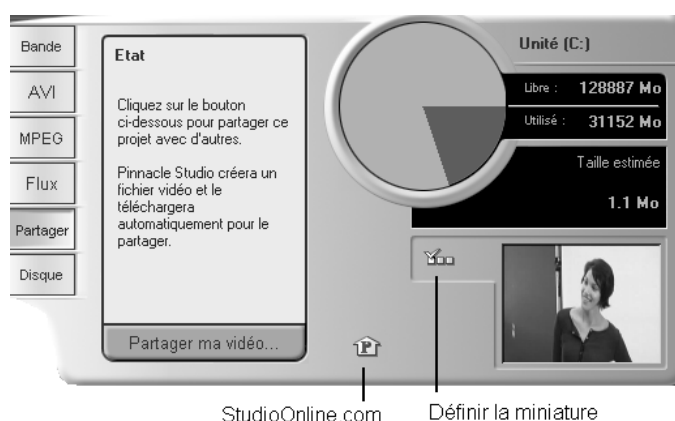 Bande
AVI
MPEG
Flux
Partager
Disque
Etat
Cliquez sur le bouton
ci-dessous pour partager ce
projet avec d'autres.
Pinnacle Studio créera un
fichier vidéo et le
téléchargera
automatiquement pour le
partager.
Partager ma vidéo...
Unité (C:)
Libre : 128887 Mo
Utilisé : 31152 Mo
Taille estimée
1.1 Mo
P
StudioOnline.com
Définir la miniature